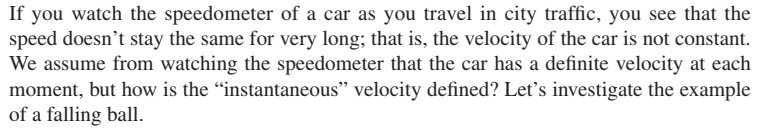 If you watch the speedometer of a car as you travel in city traffic, you see that the
speed doesn’t stay the same for very long; that is, the velocity of the car is not constant.
We assume from watching the speedometer that the car has a definite velocity at each
moment, but how is the “instantaneous” velocity defined? Let’s investigate the example
of a falling ball.